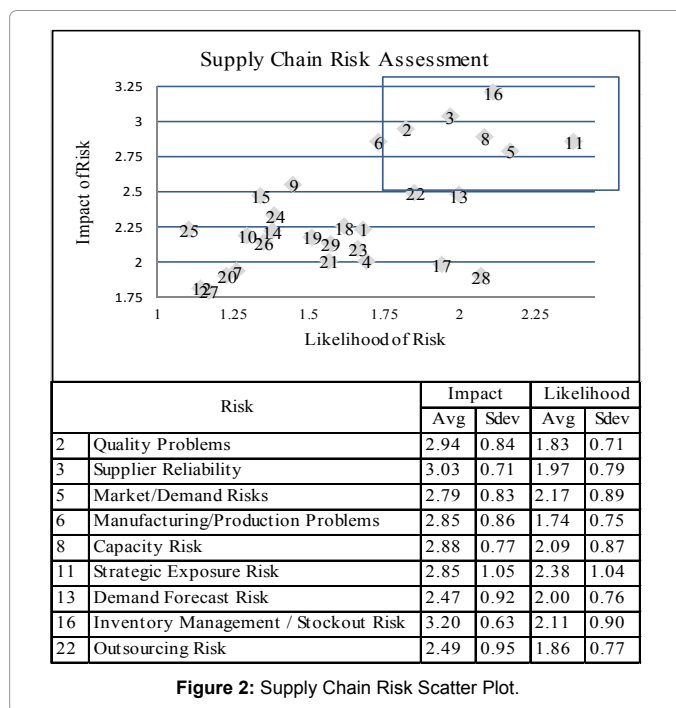 Supply Chain Risk Assessment
3.25
3
2.75
2.5
2.25
2
1.75
Impact of Risk
16
3
2
8
6
5
11
9
15
22
13
24
25
10
14
26
19
18
1
29
23
21
4
17
28
20
7
12
27
1
1.25
1.5
1.75
2
2.25
Likelihood of Risk
Risk Impact Likelihood
Avg Sdev Avg Sdev
2 Quality Problems 2.94 0.84 1.83 0.71
3 Supplier Reliability 3.03 0.71 1.97 0.79
5 Market/Demand Risks 2.79 0.83 2.17 0.89
6 Manufacturing/Production Problems 2.85 0.86 1.74 0.75
8 Capacity Risk 2.88 0.77 2.09 0.87
11 Strategic Exposure Risk 2.85 1.05 2.38 1.04
13 Demand Forecast Risk 2.47 0.92 2.00 0.76
16 Inventory Management / Stockout Risk 3.20 0.63 2.11 0.90
22 Outsourcing Risk 2.49 0.95 1.86 0.77
Figure 2: Supply Chain Risk Scatter Plot.